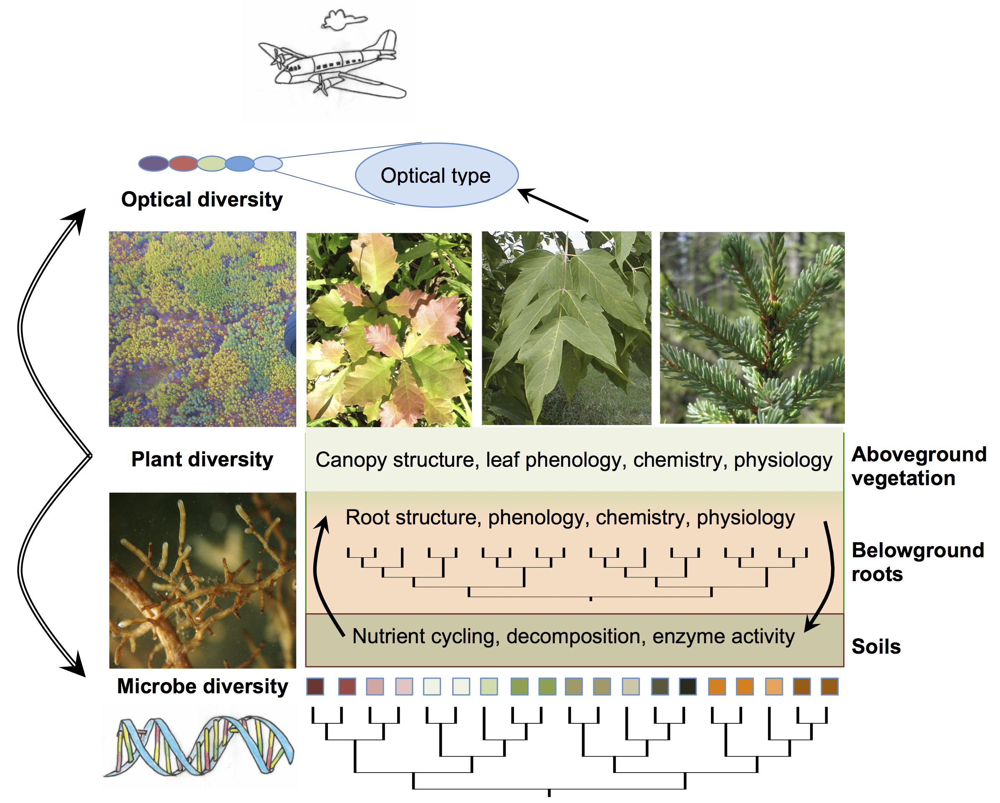 Optical type
Optical diversity
Plant diversity
Canopy structure, leaf phenology, chemistry, physiology
Aboveground
vegetation
Root structure, phenology, chemistry, physiology
Belowground
roots
Nutrient cycling, decomposition, enzyme activity
Soils
Microbe diversity